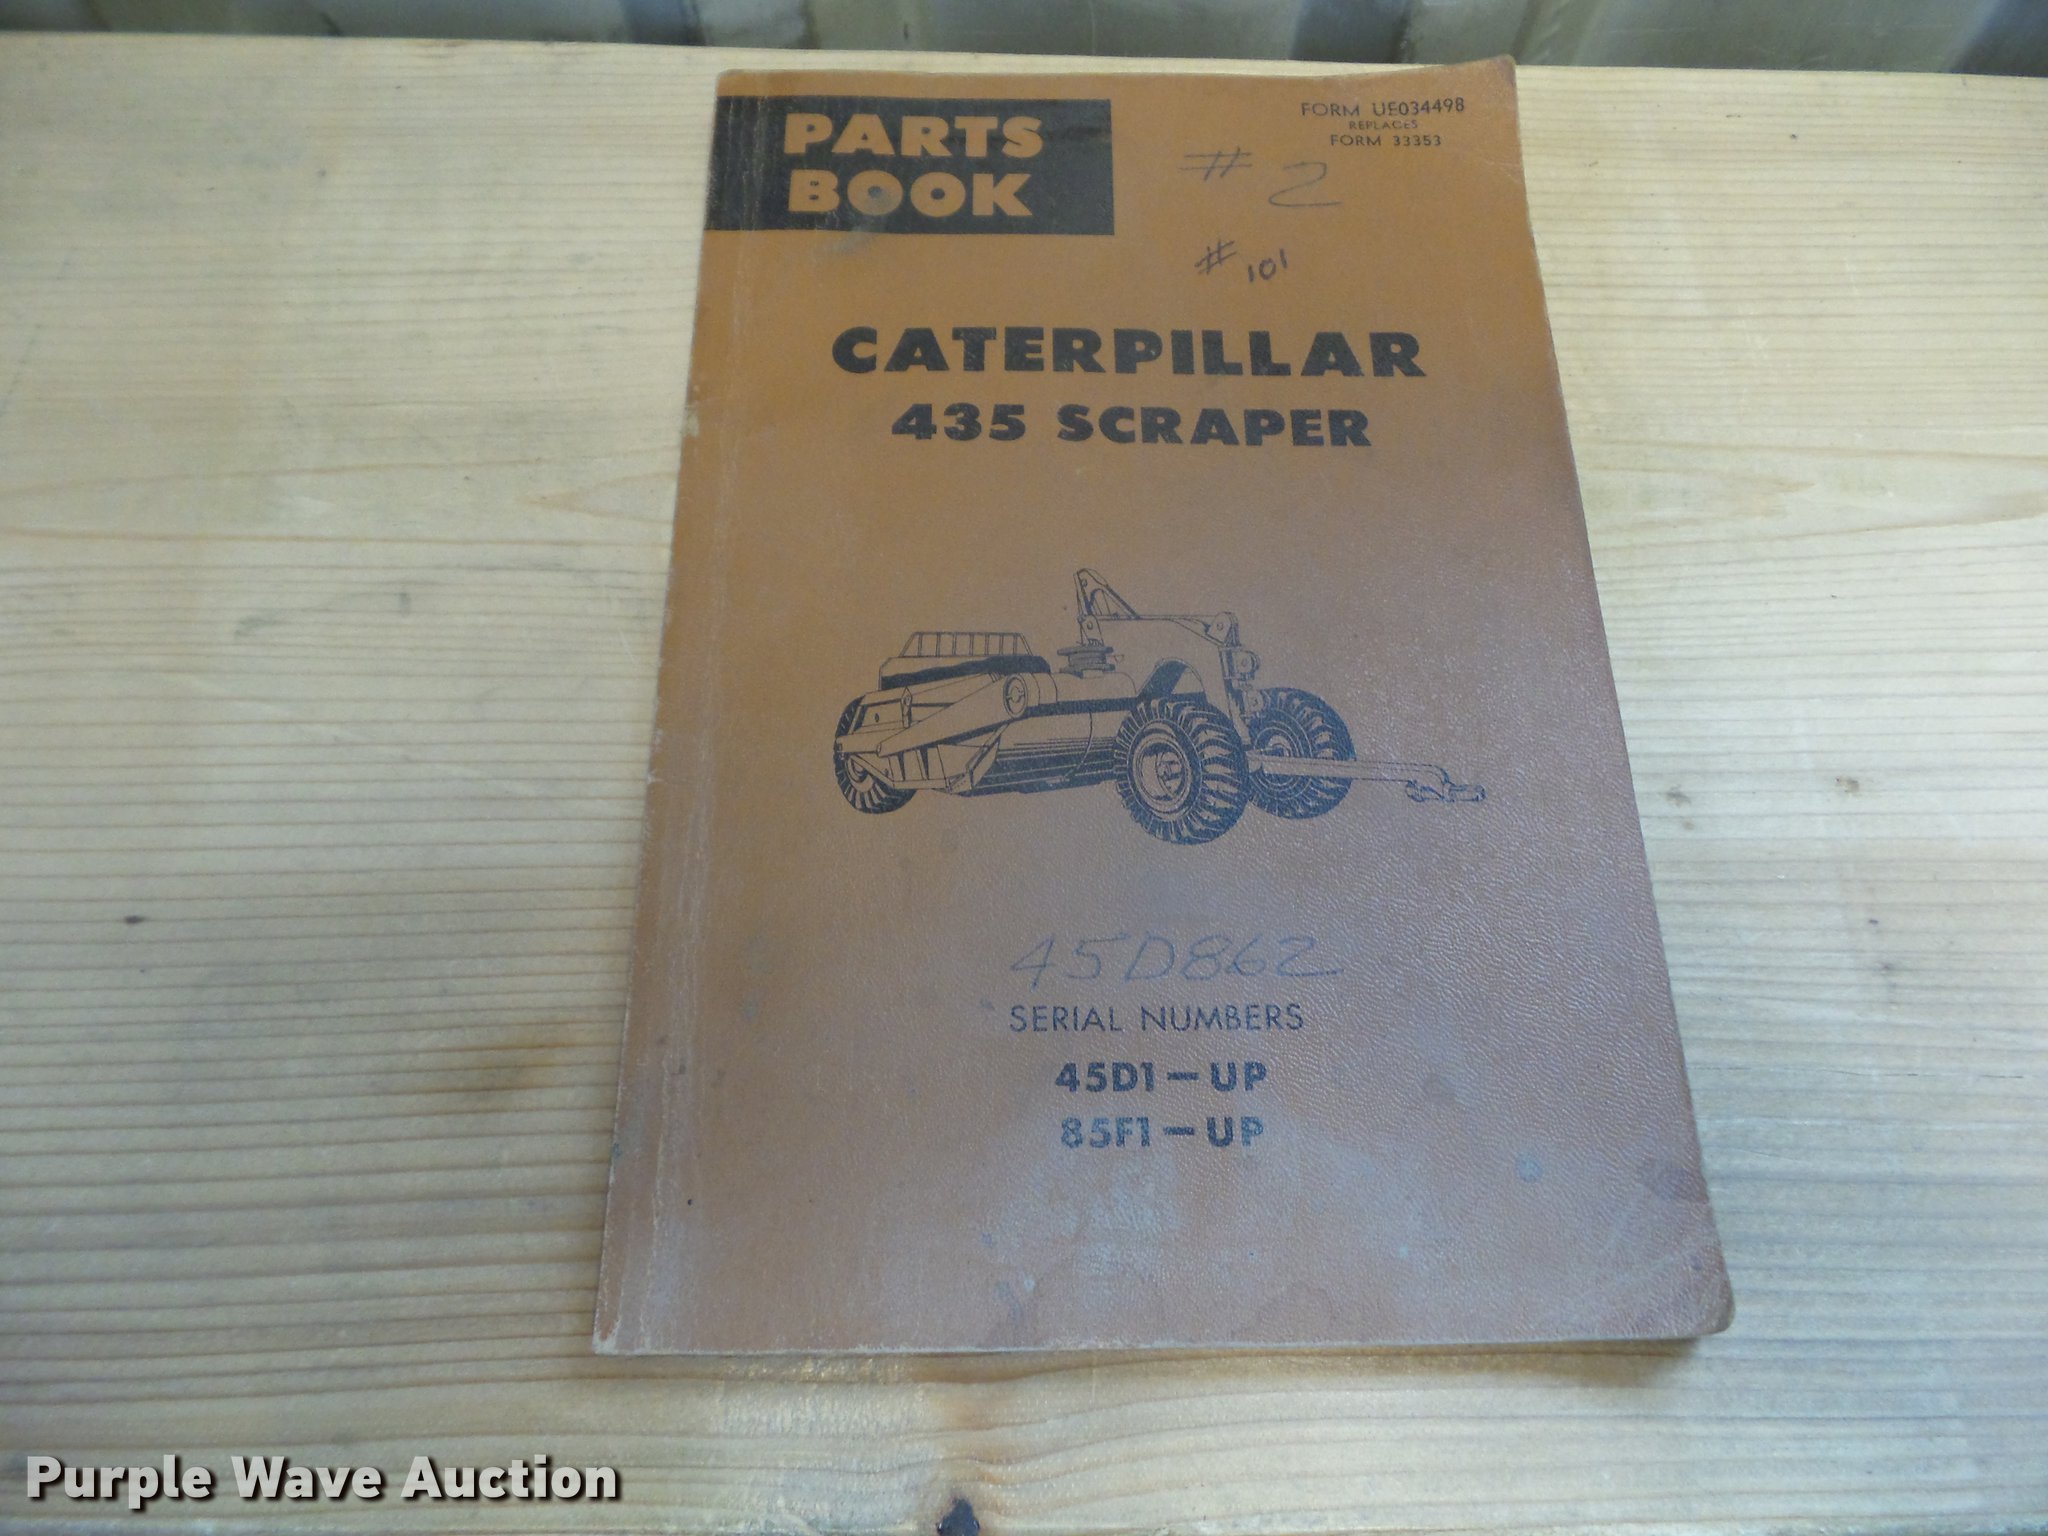 PARTS
BOOK
FORM UE034498
REPLACES
FORM 33353
# 2
# 101
CATERPILLAR
435 SCRAPER
45D862
SERIAL NUMBERS
45D1 — UP
85F1 — UP
Purple Wave Auction